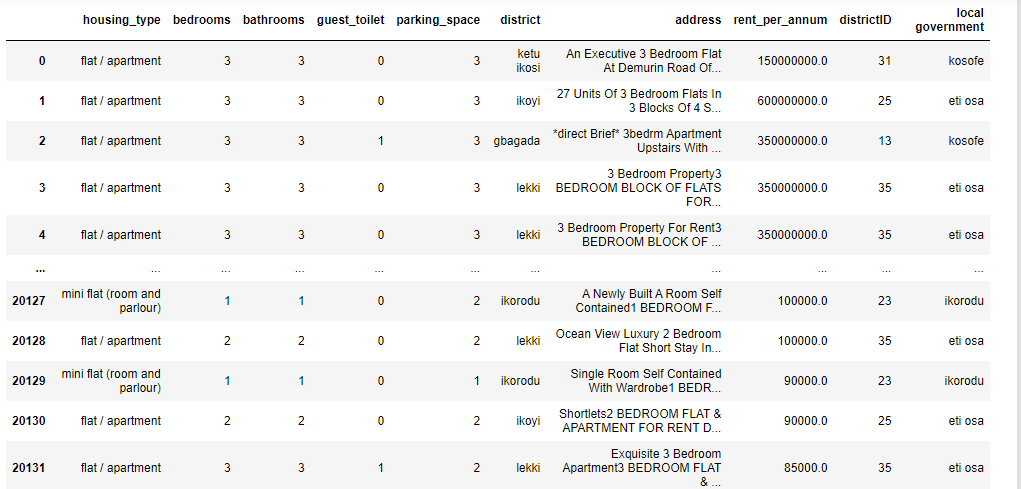 housing_type bedrooms bathrooms guest_toilet parking_space district address rent_per_annum districtID local government
0 flat / apartment 3 3 0 3 ketu ikosi An Executive 3 Bedroom Flat At Demurin Road Of... 150000000.0 31 kosofe
1 flat / apartment 3 3 0 3 ikoyi 27 Units Of 3 Bedroom Flats In 3 Blocks Of 4 S... 600000000.0 25 eti osa
2 flat / apartment 3 3 1 3 gbagada *direct Brief* 3bedrm Apartment Upstairs With ... 350000000.0 13 kosofe
3 flat / apartment 3 3 0 3 lekki 3 Bedroom Property3 BEDROOM BLOCK OF FLATS FOR... 350000000.0 35 eti osa
4 flat / apartment 3 3 0 3 lekki 3 Bedroom Property For Rent3 BEDROOM BLOCK OF ... 350000000.0 35 eti osa
... ... ... ... ... ... ... ... ... ... ...
20127 mini flat (room and parlour) 1 1 0 2 ikorodu A Newly Built A Room Self Contained1 BEDROOM F... 100000.0 23 ikorodu
20128 flat / apartment 2 2 0 2 lekki Ocean View Luxury 2 Bedroom Flat Short Stay In... 100000.0 35 eti osa
20129 mini flat (room and parlour) 1 1 0 1 ikorodu Single Room Self Contained With Wardrobe1 BEDR... 90000.0 23 ikorodu
20130 flat / apartment 2 2 0 2 ikoyi Shortlets2 BEDROOM FLAT & APARTMENT FOR RENT D... 90000.0 25 eti osa
20131 flat / apartment 3 3 1 2 lekki Exquisite 3 Bedroom Apartment3 BEDROOM FLAT & ... 85000.0 35 eti osa